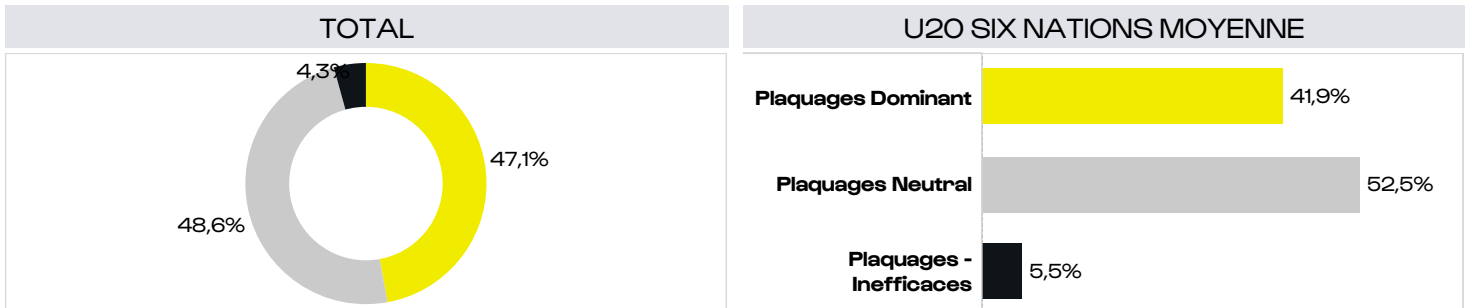 TOTAL
4,3%
47,1%
48,6%
U20 SIX NATIONS MOYENNE
Plaquages Dominant
41,9%
Plaquages Neutral
52,5%
Plaquages -
Inefficaces
5,5%